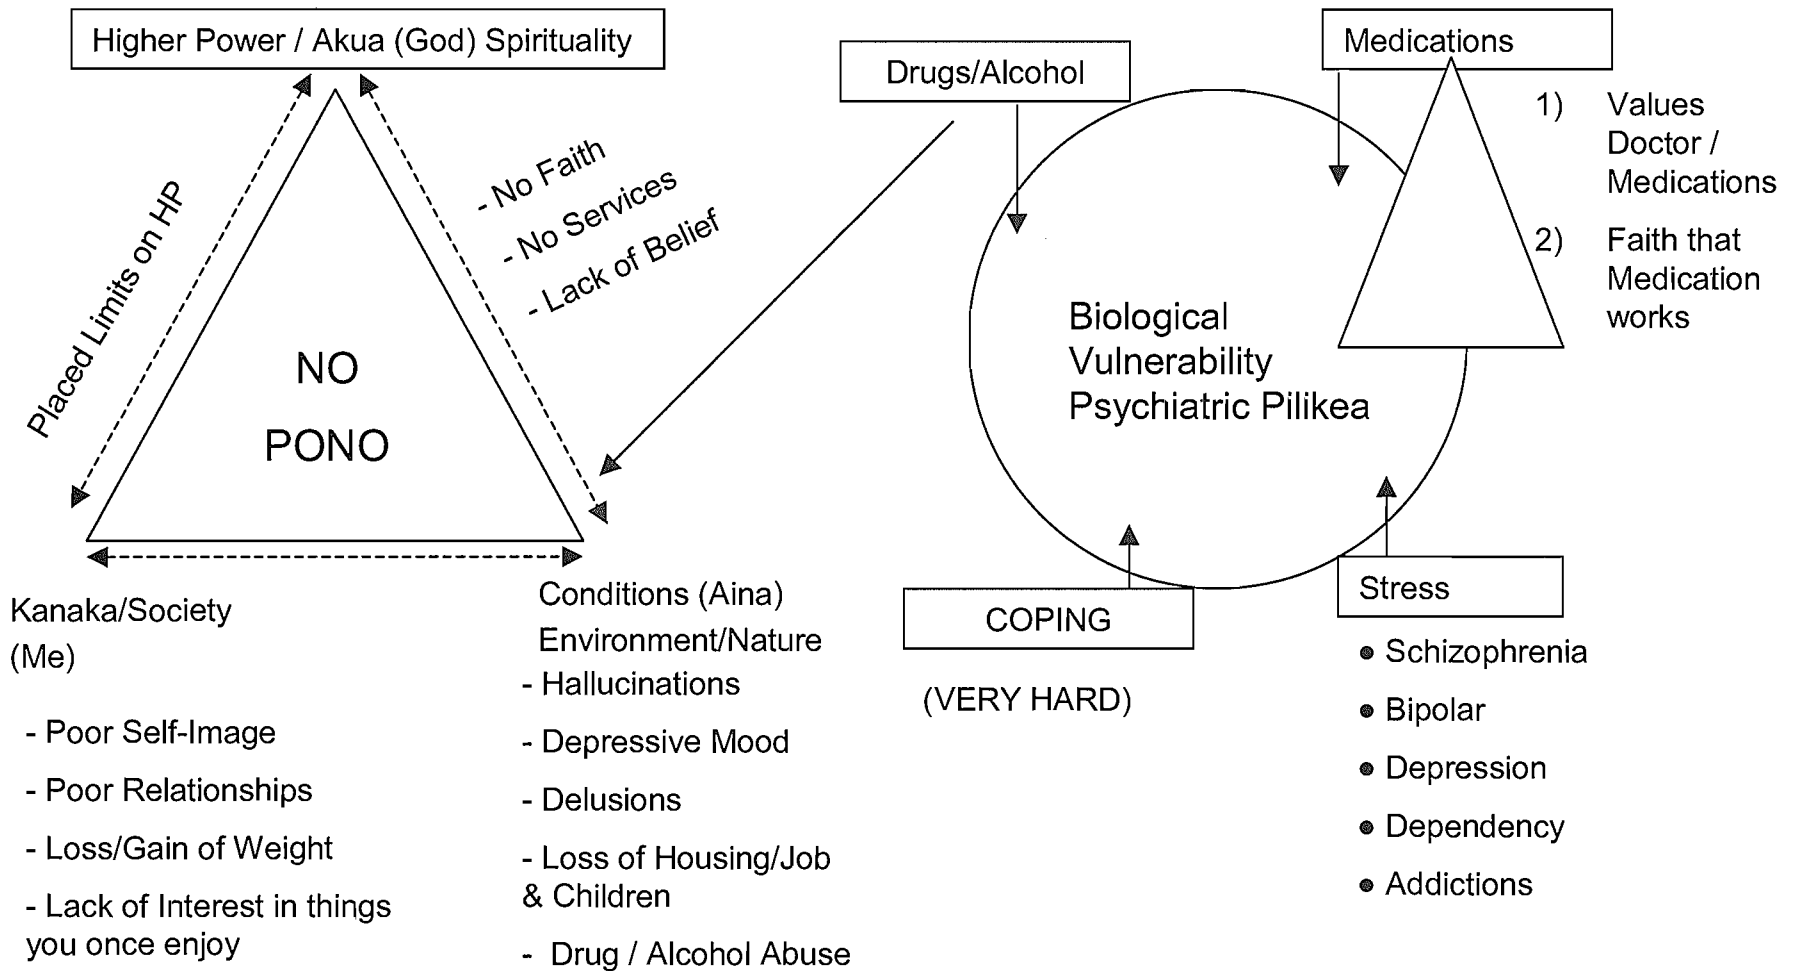 Higher Power / Akua (God) Spirituality
Placed Limits on HP
- No Faith
- No Services
- Lack of Belief
NO
PONO
Kanaka/Society
(Me)
- Poor Self-Image
- Poor Relationships
- Loss/Gain of Weight
- Lack of Interest in things
you once enjoy
Conditions (Aina)
Environment/Nature
- Hallucinations
- Depressive Mood
- Delusions
- Loss of Housing/Job
& Children
- Drug / Alcohol Abuse
Drugs/Alcohol
Medications
1) Values
Doctor /
Medications
2) Faith that
Medication
works
Biological
Vulnerability
Psychiatric Pilikea
COPING
(VERY HARD)
Stress
• Schizophrenia
• Bipolar
• Depression
• Dependency
• Addictions